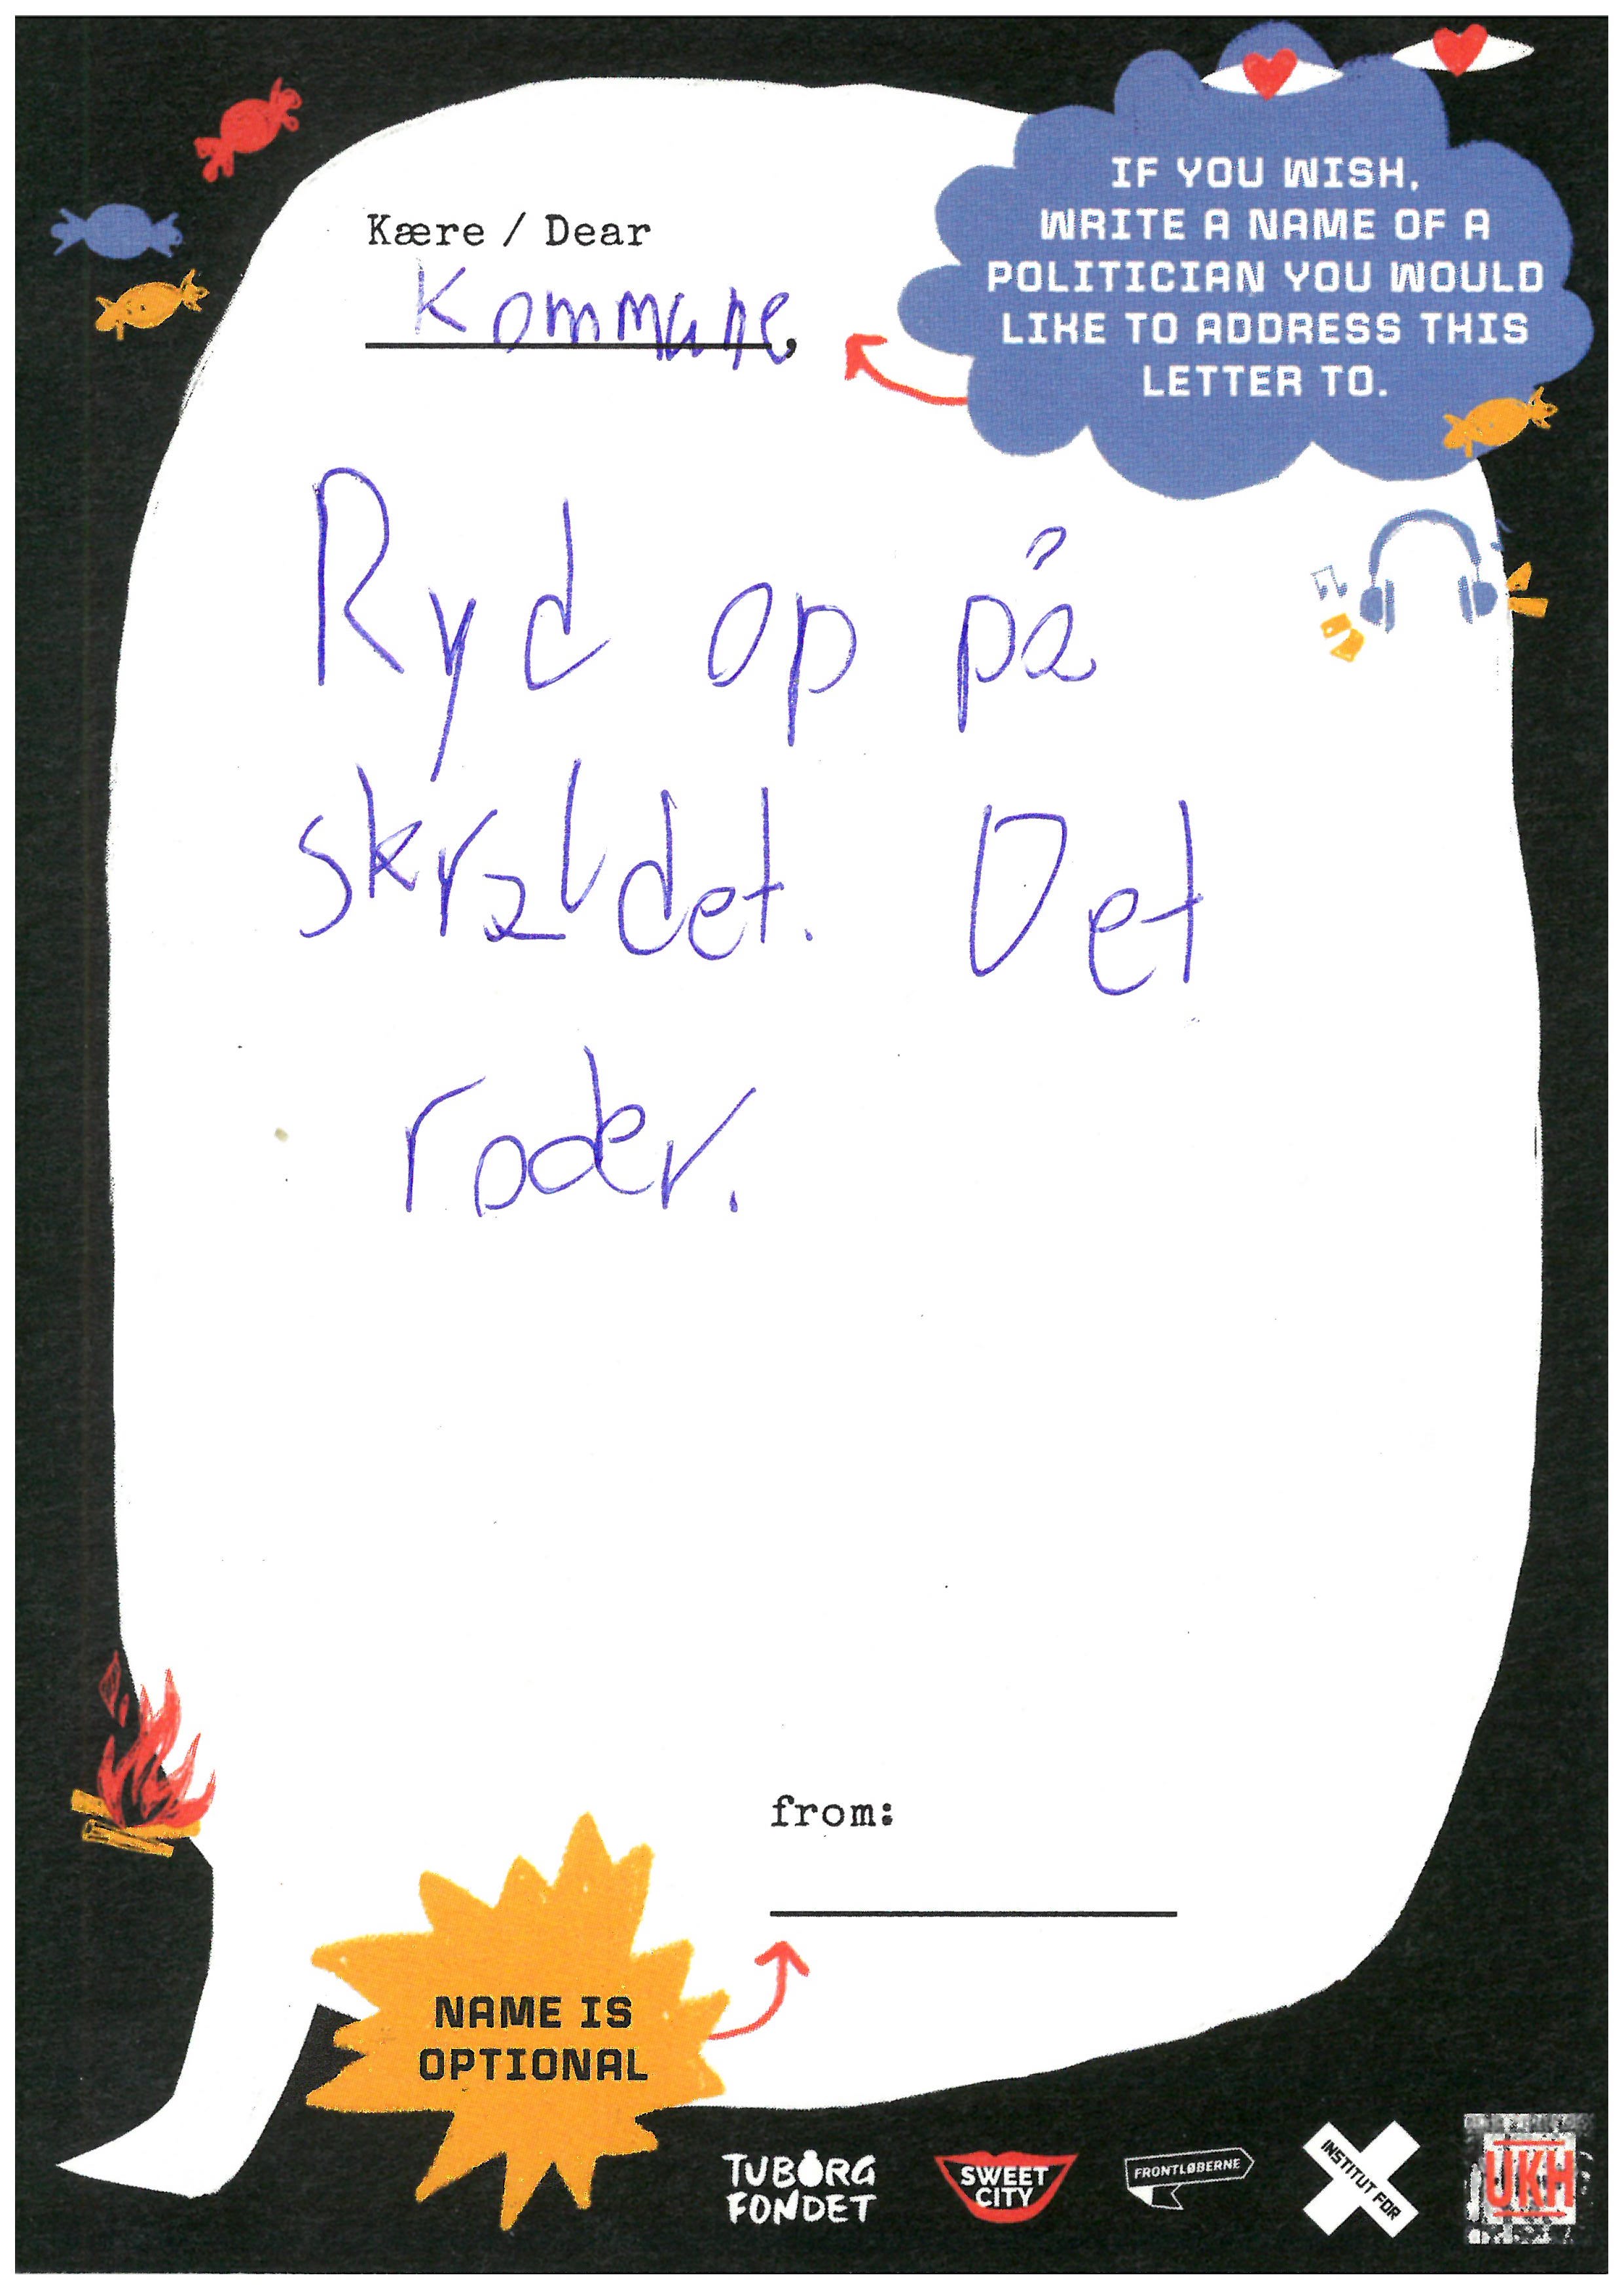 IF YOU WISH,
WRITE A NAME OF A
POLITICIAN YOU WOULD
LIKE TO ADDRESS THIS
LETTER TO.
Kære / Dear
Kommune,
Ryd op på
skraldet. Det
roder.
from:
NAME IS
OPTIONAL
TUBORG
FONDET
SWEET
CITY
FRONTLØBERNE
INSTITUT FOR
UKH